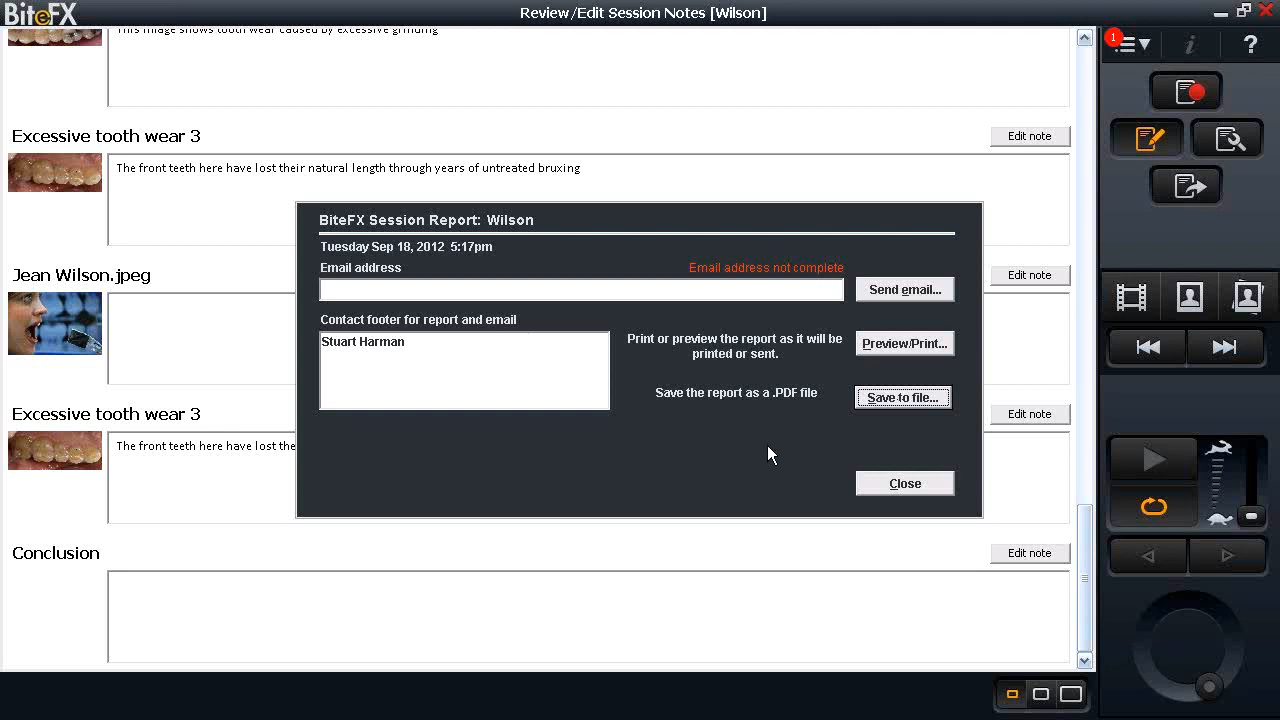 BiteFX
Review/Edit Session Notes [Wilson]
This image shows tooth wear caused by excessive grinding
1
i
?
Excessive tooth wear 3
Edit note
The front teeth here have lost their natural length through years of untreated bruxing
BiteFX Session Report: Wilson
Tuesday Sep 18, 2012 5:17pm
Email address
Email address not complete
Send email...
Contact footer for report and email
Stuart Harman
Print or preview the report as it will be
printed or sent.
Preview/Print...
Save the report as a .PDF file
Save to file...
Close
Jean Wilson.jpeg
Edit note
Excessive tooth wear 3
Edit note
The front teeth here have lost the
Conclusion
Edit note